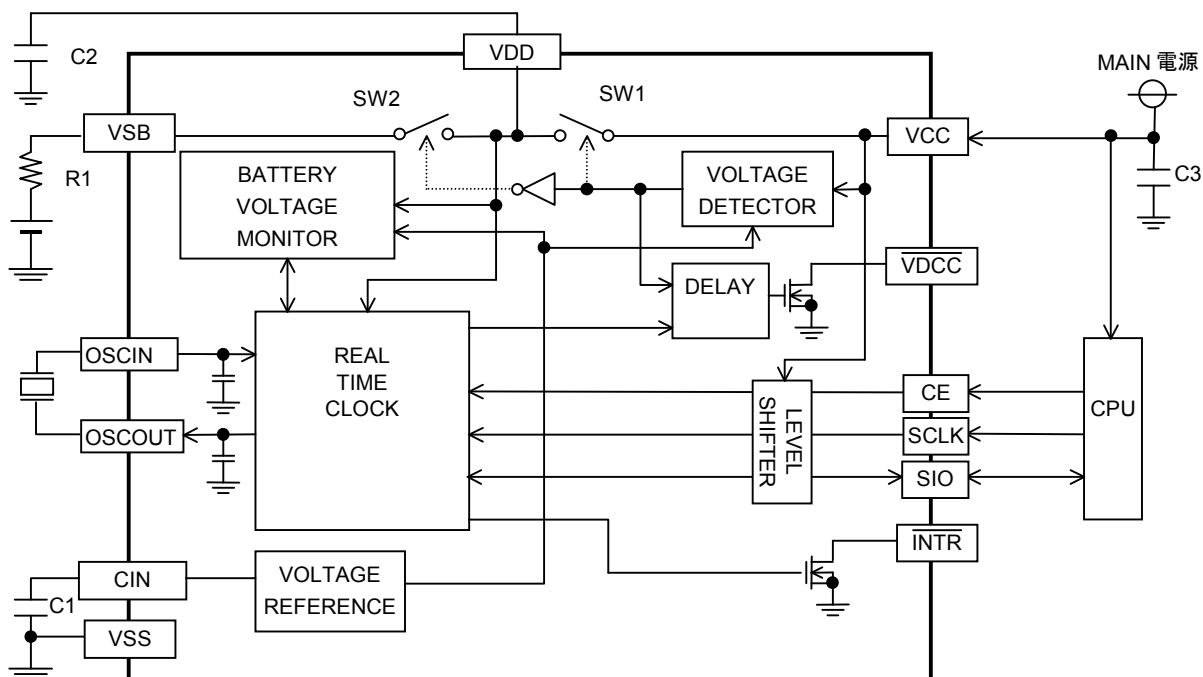 C2
VDD
MAIN 電源
SW2
SW1
VSB
VCC
R1
C3
BATTERY
VOLTAGE
MONITOR
VOLTAGE
DETECTOR
VDCC
DELAY
OSCIN
REAL
TIME
CLOCK
LEVEL
SHIFTER
CE
CPU
OSCOUT
SCLK
SIO
INTR
CIN
VOLTAGE
REFERENCE
C1
VSS